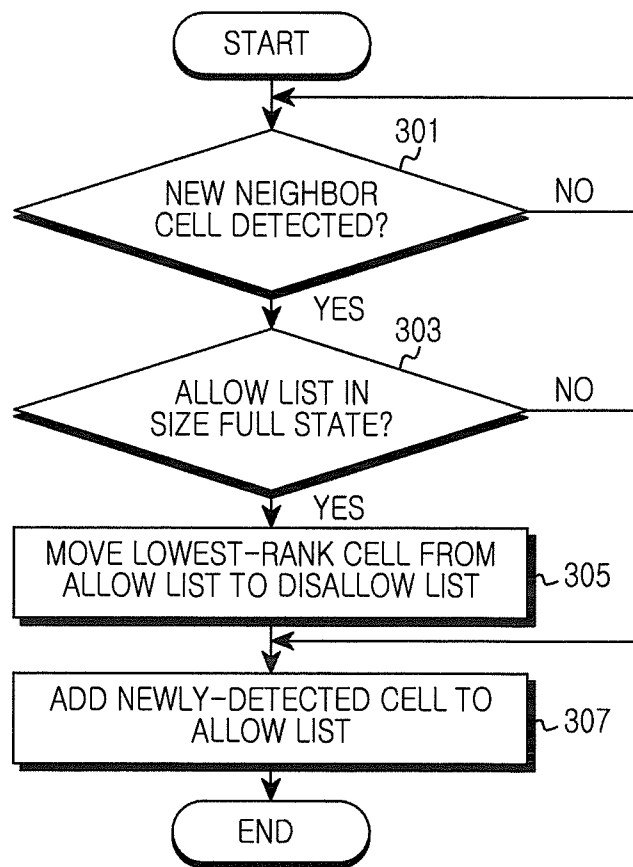 START
301
NEW NEIGHBOR
CELL DETECTED?
NO
YES
303
ALLOW LIST IN
SIZE FULL STATE?
NO
YES
MOVE LOWEST-RANK CELL FROM
ALLOW LIST TO DISALLOW LIST
305
ADD NEWLY-DETECTED CELL TO
ALLOW LIST
307
END